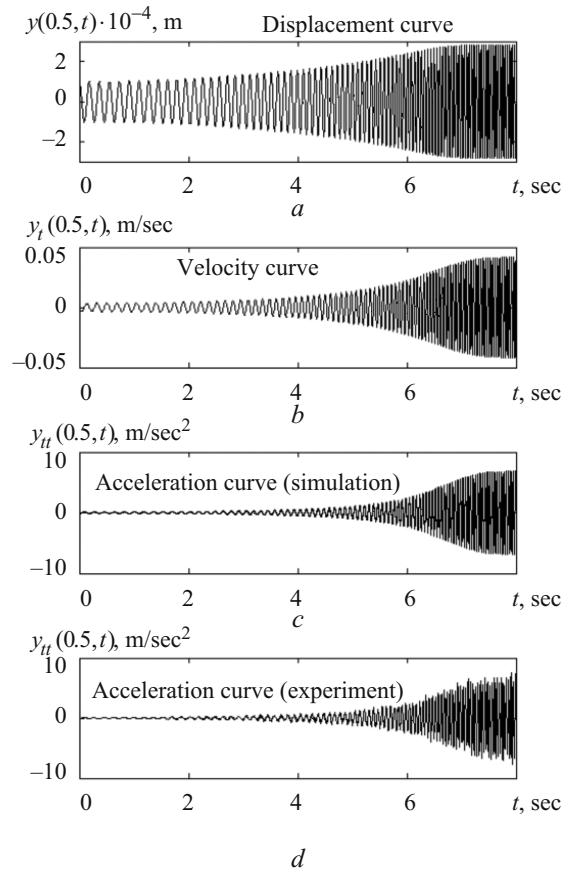 y(0.5, t) · 10⁻⁴, m Displacement curve
2
0
−2
0 2 4 6 t, sec
a
yₜ(0.5, t), m/sec
0.05
Velocity curve
0
−0.05
0 2 4 6 t, sec
b
yₜₜ(0.5, t), m/sec²
10
Acceleration curve (simulation)
0
−10
0 2 4 6 t, sec
c
yₜₜ(0.5, t), m/sec²
10
Acceleration curve (experiment)
0
−10
0 2 4 6 t, sec
d